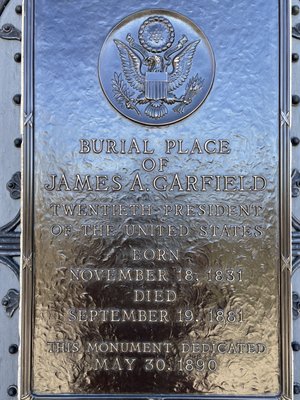 BURIAL PLACE
OF
JAMES A. GARFIELD
TWENTIETH PRESIDENT
OF THE UNITED STATES
BORN
NOVEMBER 19, 1831
DIED
SEPTEMBER 19, 1881
THIS MONUMENT DEDICATED
MAY 30, 1890